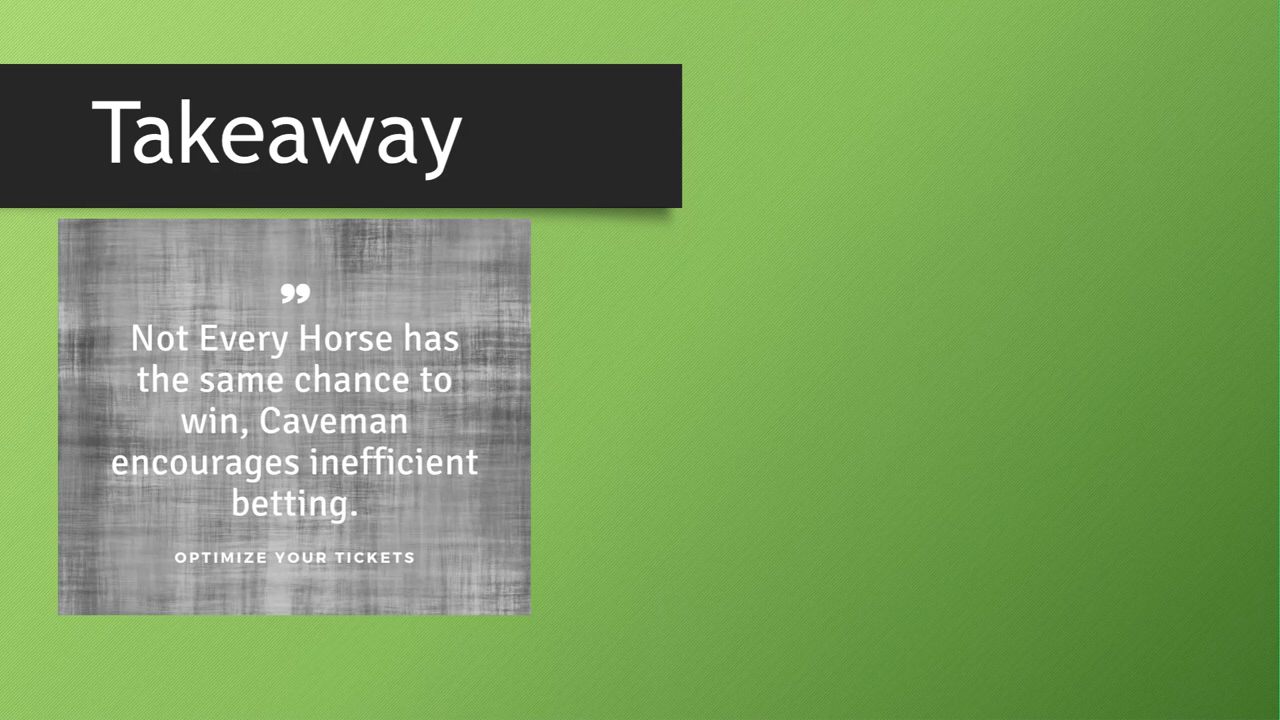 Takeaway
❞
Not Every Horse has
the same chance to
win, Caveman
encourages inefficient
betting.
OPTIMIZE YOUR TICKETS